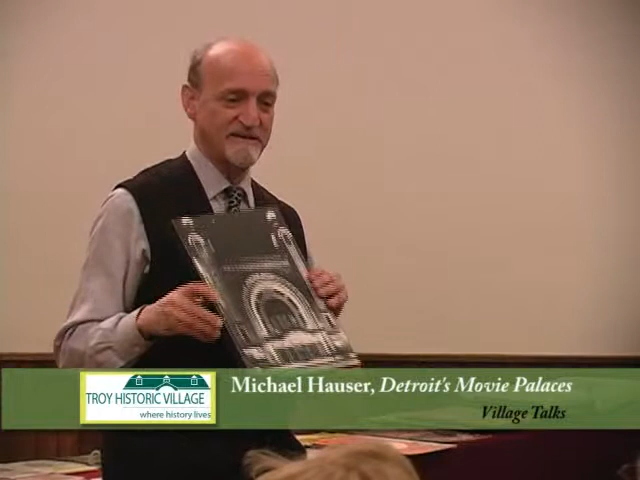 Michael Hauser, Detroit's Movie Palaces
TROY HISTORIC VILLAGE
where history lives
Village Talks